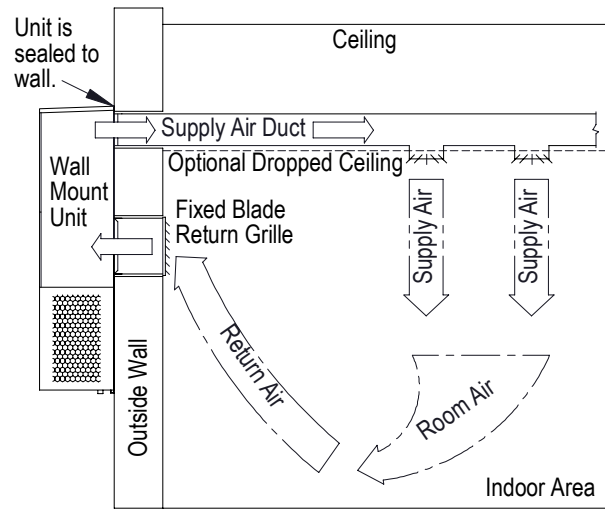 Unit is
sealed to
wall.
Ceiling
Supply Air Duct
Optional Dropped Ceiling
Wall
Mount
Unit
Fixed Blade
Return Grille
Supply Air
Supply Air
Return Air
Room Air
Outside Wall
Indoor Area